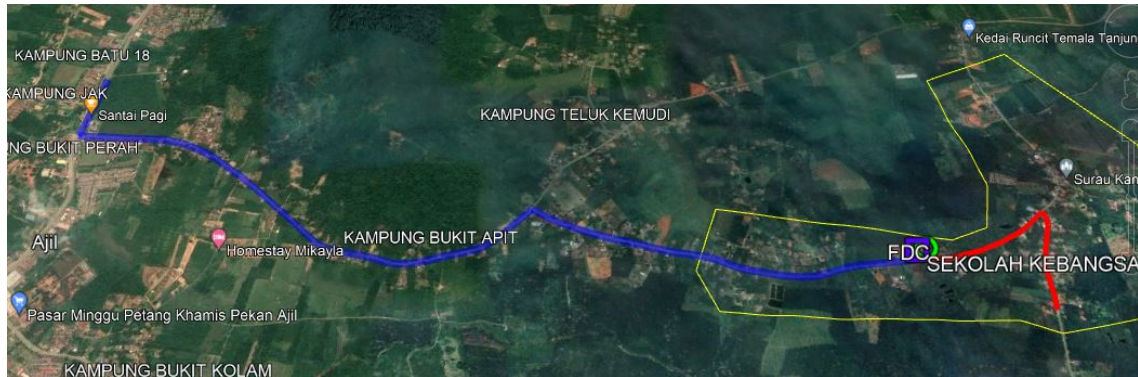 KAMPUNG BATU 18
Kedai Runcit Temala Tanjun
KAMPUNG JAK
Santai Pagi
KAMPUNG TELUK KEMUDI
NG BUKIT PERAH
Surau Kam
Ajil
Homestay Mikayla
KAMPUNG BUKIT APIT
FDC
SEKOLAH KEBANGSA
Pasar Minggu Petang Khamis Pekan Ajil
KAMPUNG BUKIT KOLAM